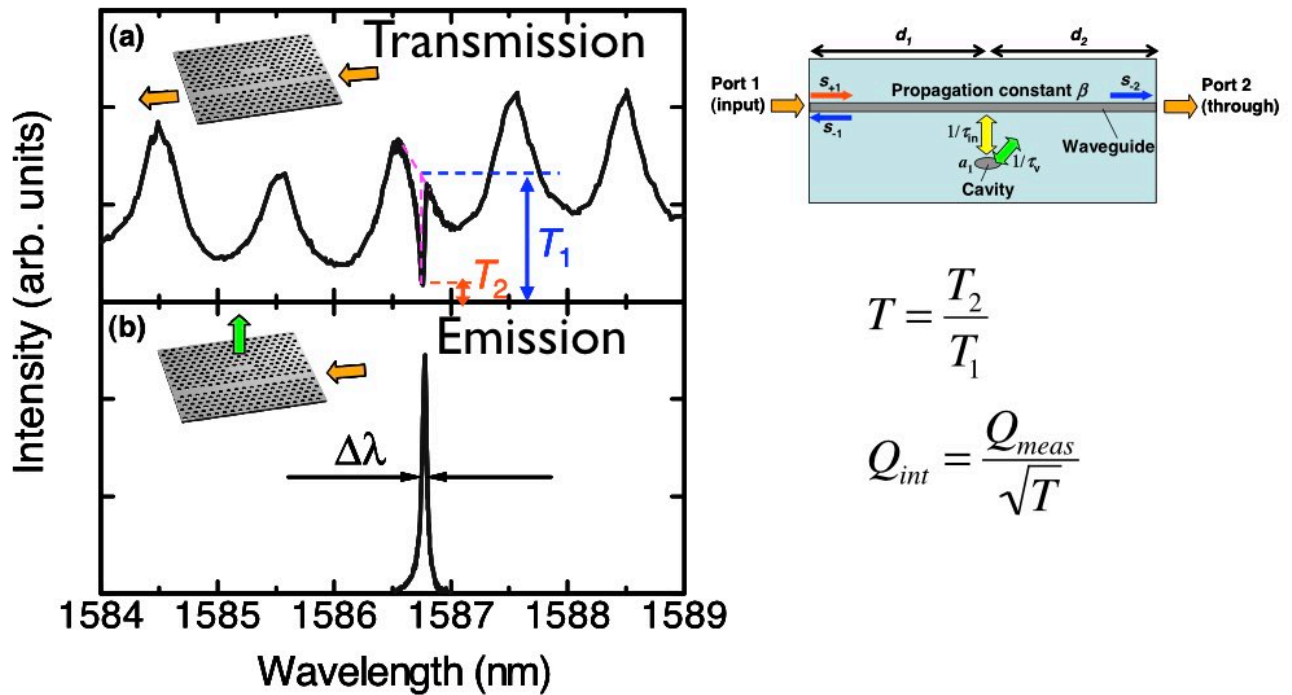 (a)
Transmission
T₁
T₂
(b)
Emission
Δλ
Intensity (arb. units)
1584 1585 1586 1587 1588 1589
Wavelength (nm)
d₁ d₂
Port 1
(input)
S₊₁
Propagation constant β
S₋₂
Port 2
(through)
S₋₁
1/τᵢₙ
Waveguide
a₁
1/τᵥ
Cavity
T = T₂ / T₁
Q_int = Q_meas / √T